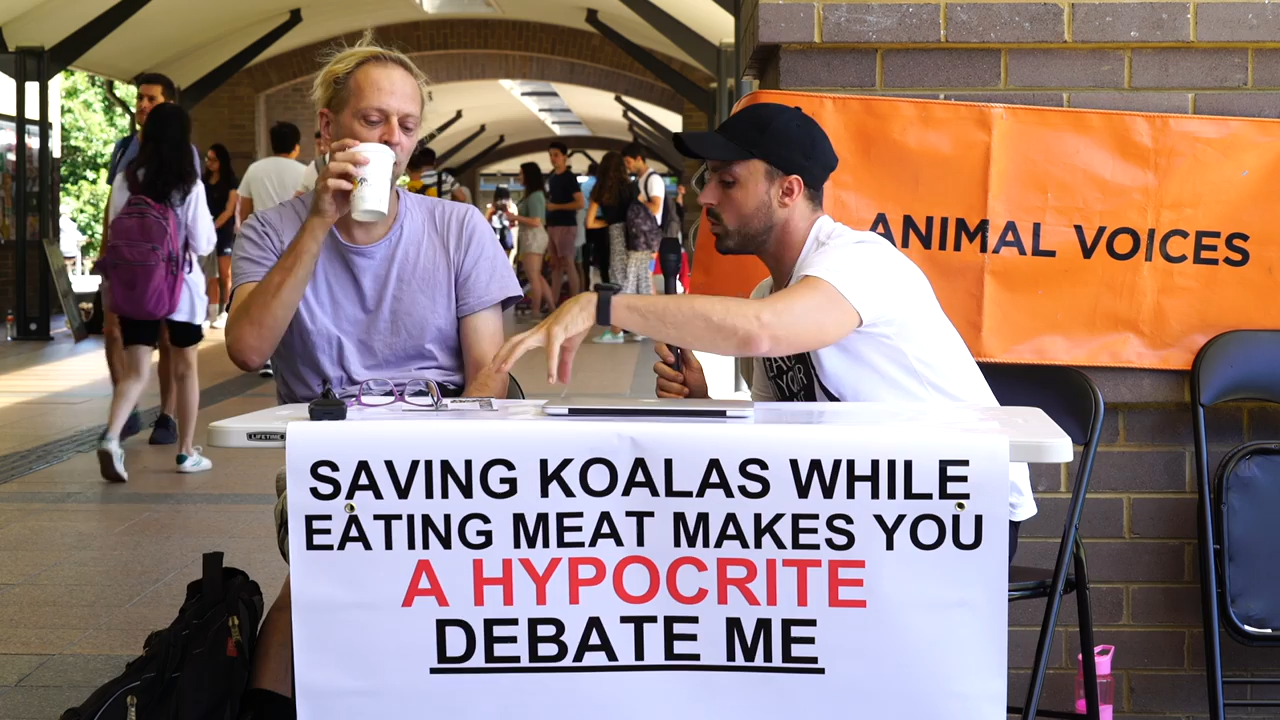 ANIMAL VOICES
LIFETIME
SAVING KOALAS WHILE
EATING MEAT MAKES YOU
A HYPOCRITE
DEBATE ME